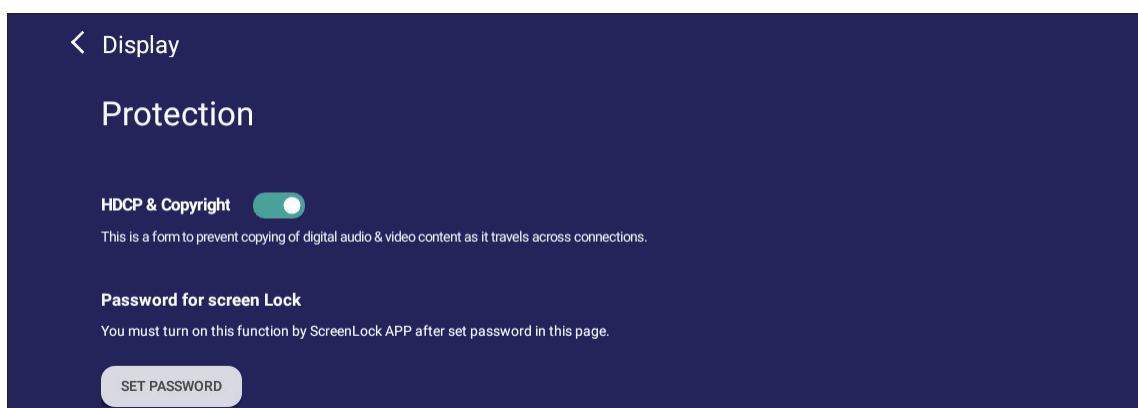 Display
Protection
HDCP & Copyright
This is a form to prevent copying of digital audio & video content as it travels across connections.
Password for screen Lock
You must turn on this function by ScreenLock APP after set password in this page.
SET PASSWORD